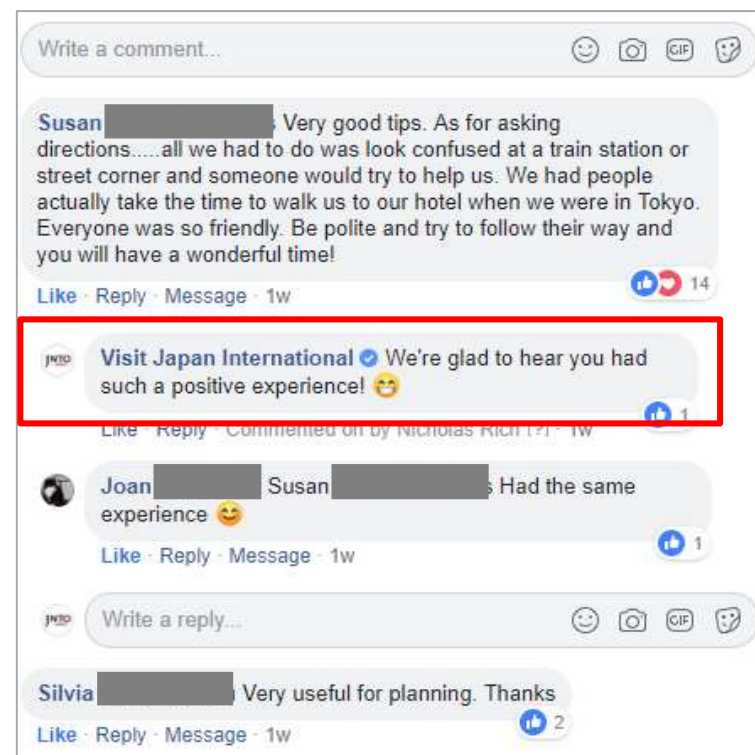 Write a comment...
GIF
Susan Very good tips. As for asking
directions.....all we had to do was look confused at a train station or
street corner and someone would try to help us. We had people
actually take the time to walk us to our hotel when we were in Tokyo.
Everyone was so friendly. Be polite and try to follow their way and
you will have a wonderful time!
14
Like · Reply · Message · 1w
JNTO Visit Japan International We're glad to hear you had
such a positive experience!
1
Like · Reply · Commented on by Nicholas Rich [?] · 1w
Joan Susan s Had the same
experience
1
Like · Reply · Message · 1w
JNTO Write a reply...
GIF
Silvia Very useful for planning. Thanks
2
Like · Reply · Message · 1w